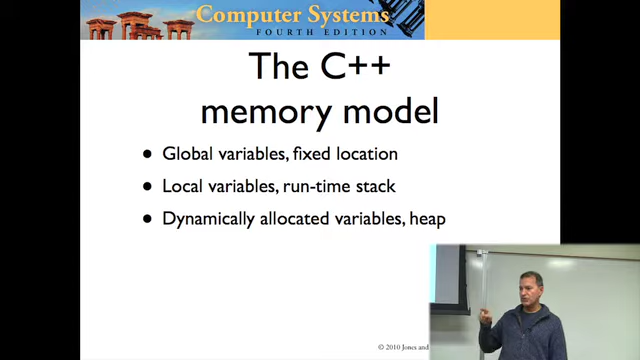 Computer Systems
FOURTH EDITION
The C++
memory model
• Global variables, fixed location
• Local variables, run-time stack
• Dynamically allocated variables, heap
© 2010 Jones and